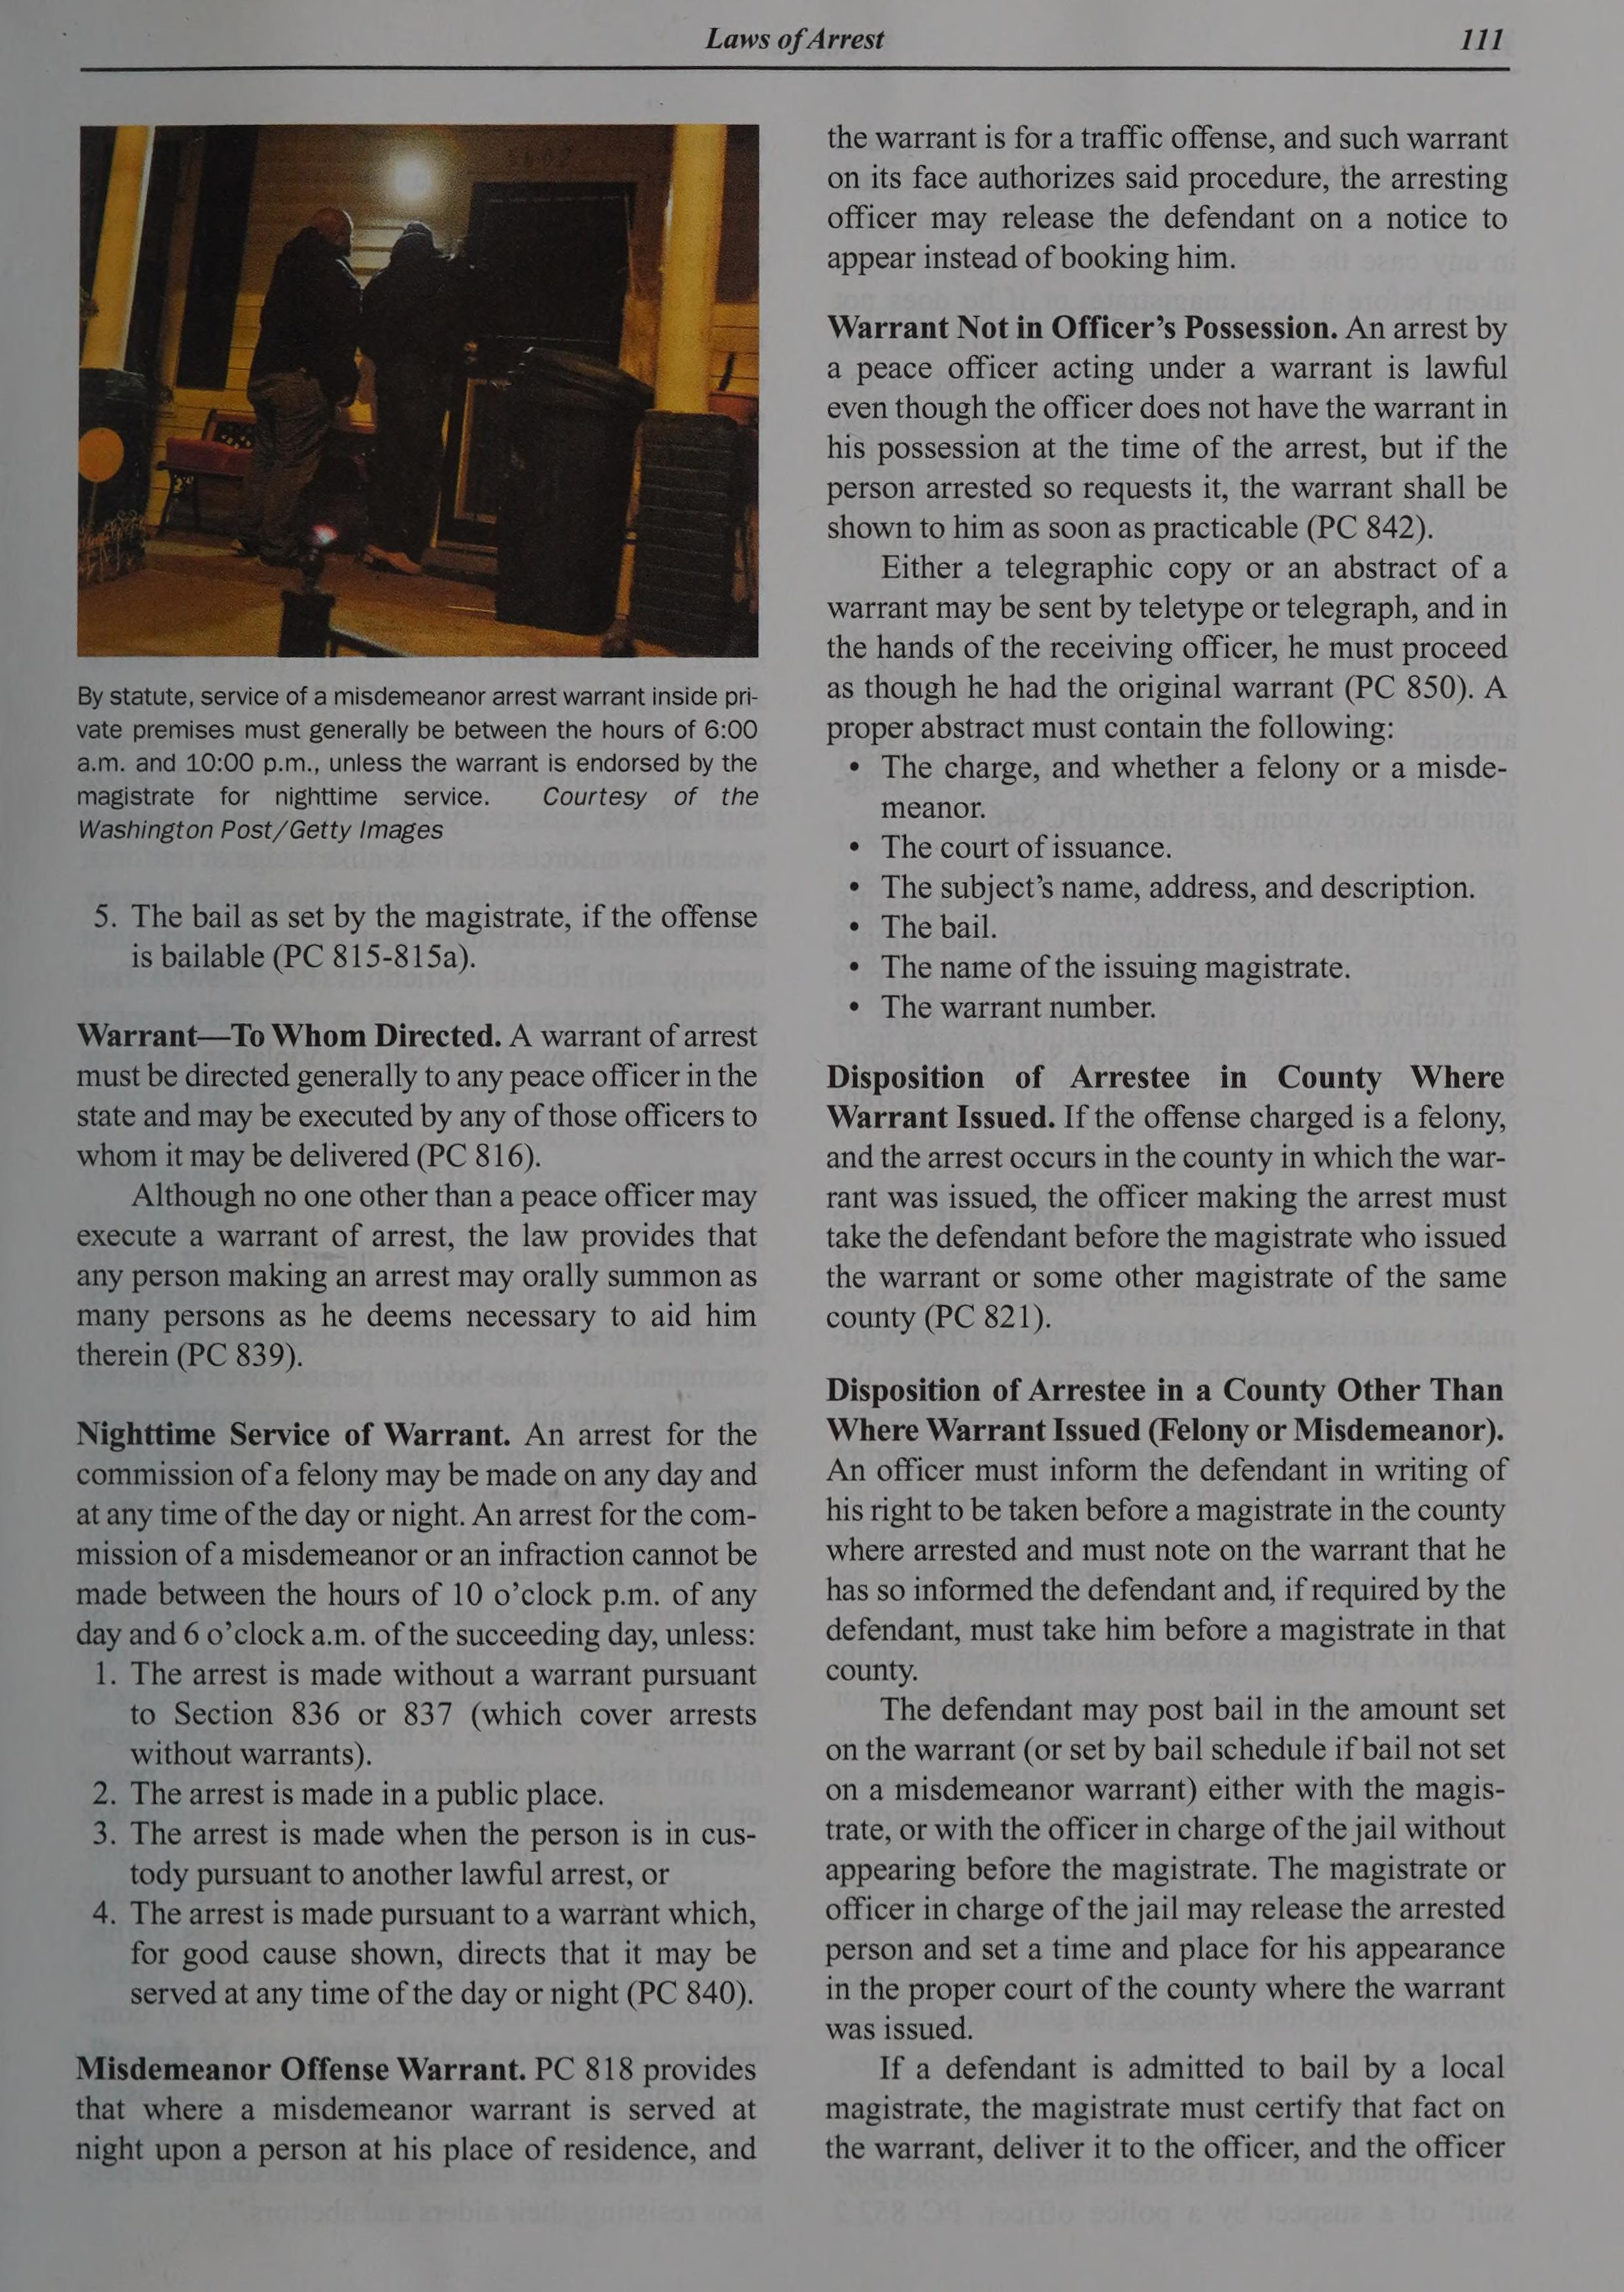 Laws of Arrest 111
By statute, service of a misdemeanor arrest warrant inside pri-
vate premises must generally be between the hours of 6:00
a.m. and 10:00 p.m., unless the warrant is endorsed by the
magistrate for nighttime service. Courtesy of the
Washington Post/Getty Images
5. The bail as set by the magistrate, if the offense
is bailable (PC 815-815a).
Warrant—To Whom Directed. A warrant of arrest
must be directed generally to any peace officer in the
state and may be executed by any of those officers to
whom it may be delivered (PC 816).
Although no one other than a peace officer may
execute a warrant of arrest, the law provides that
any person making an arrest may orally summon as
many persons as he deems necessary to aid him
therein (PC 839).
Nighttime Service of Warrant. An arrest for the
commission of a felony may be made on any day and
at any time of the day or night. An arrest for the com-
mission of a misdemeanor or an infraction cannot be
made between the hours of 10 o’clock p.m. of any
day and 6 o’clock a.m. of the succeeding day, unless:
1. The arrest is made without a warrant pursuant
to Section 836 or 837 (which cover arrests
without warrants).
2. The arrest is made in a public place.
3. The arrest is made when the person is in cus-
tody pursuant to another lawful arrest, or
4. The arrest is made pursuant to a warrant which,
for good cause shown, directs that it may be
served at any time of the day or night (PC 840).
Misdemeanor Offense Warrant. PC 818 provides
that where a misdemeanor warrant is served at
night upon a person at his place of residence, and
the warrant is for a traffic offense, and such warrant
on its face authorizes said procedure, the arresting
officer may release the defendant on a notice to
appear instead of booking him.
Warrant Not in Officer’s Possession. An arrest by
a peace officer acting under a warrant is lawful
even though the officer does not have the warrant in
his possession at the time of the arrest, but if the
person arrested so requests it, the warrant shall be
shown to him as soon as practicable (PC 842).
Either a telegraphic copy or an abstract of a
warrant may be sent by teletype or telegraph, and in
the hands of the receiving officer, he must proceed
as though he had the original warrant (PC 850). A
proper abstract must contain the following:
• The charge, and whether a felony or a misde-
meanor.
• The court of issuance.
• The subject’s name, address, and description.
• The bail.
• The name of the issuing magistrate.
• The warrant number.
Disposition of Arrestee in County Where
Warrant Issued. If the offense charged is a felony,
and the arrest occurs in the county in which the war-
rant was issued, the officer making the arrest must
take the defendant before the magistrate who issued
the warrant or some other magistrate of the same
county (PC 821).
Disposition of Arrestee in a County Other Than
Where Warrant Issued (Felony or Misdemeanor).
An officer must inform the defendant in writing of
his right to be taken before a magistrate in the county
where arrested and must note on the warrant that he
has so informed the defendant and, if required by the
defendant, must take him before a magistrate in that
county.
The defendant may post bail in the amount set
on the warrant (or set by bail schedule if bail not set
on a misdemeanor warrant) either with the magis-
trate, or with the officer in charge of the jail without
appearing before the magistrate. The magistrate or
officer in charge of the jail may release the arrested
person and set a time and place for his appearance
in the proper court of the county where the warrant
was issued.
If a defendant is admitted to bail by a local
magistrate, the magistrate must certify that fact on
the warrant, deliver it to the officer, and the officer